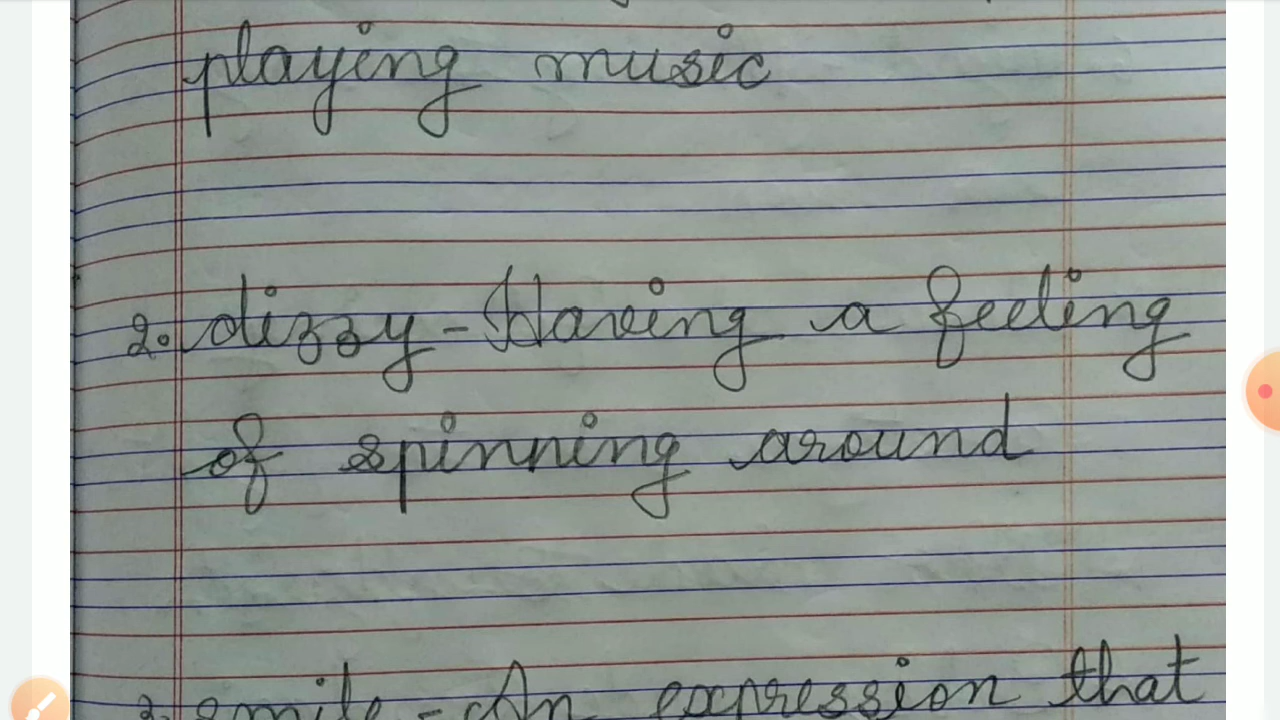 playing music
2. dizzy - Having a feeling
of spinning around
3. smile - An expression that